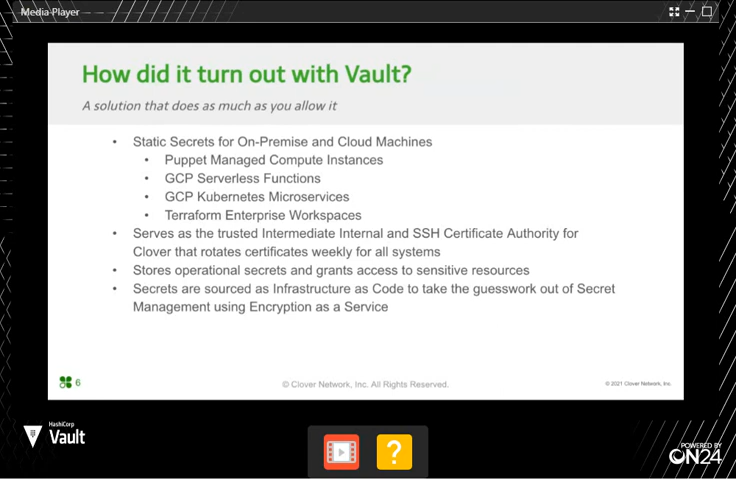 Media Player
How did it turn out with Vault?
A solution that does as much as you allow it
• Static Secrets for On-Premise and Cloud Machines
• Puppet Managed Compute Instances
• GCP Serverless Functions
• GCP Kubernetes Microservices
• Terraform Enterprise Workspaces
• Serves as the trusted Intermediate Internal and SSH Certificate Authority for
Clover that rotates certificates weekly for all systems
• Stores operational secrets and grants access to sensitive resources
• Secrets are sourced as Infrastructure as Code to take the guesswork out of Secret
Management using Encryption as a Service
6
© Clover Network, Inc. All Rights Reserved.
© 2021 Clover Network, Inc.
HashiCorp
Vault
?
POWERED BY
ON24